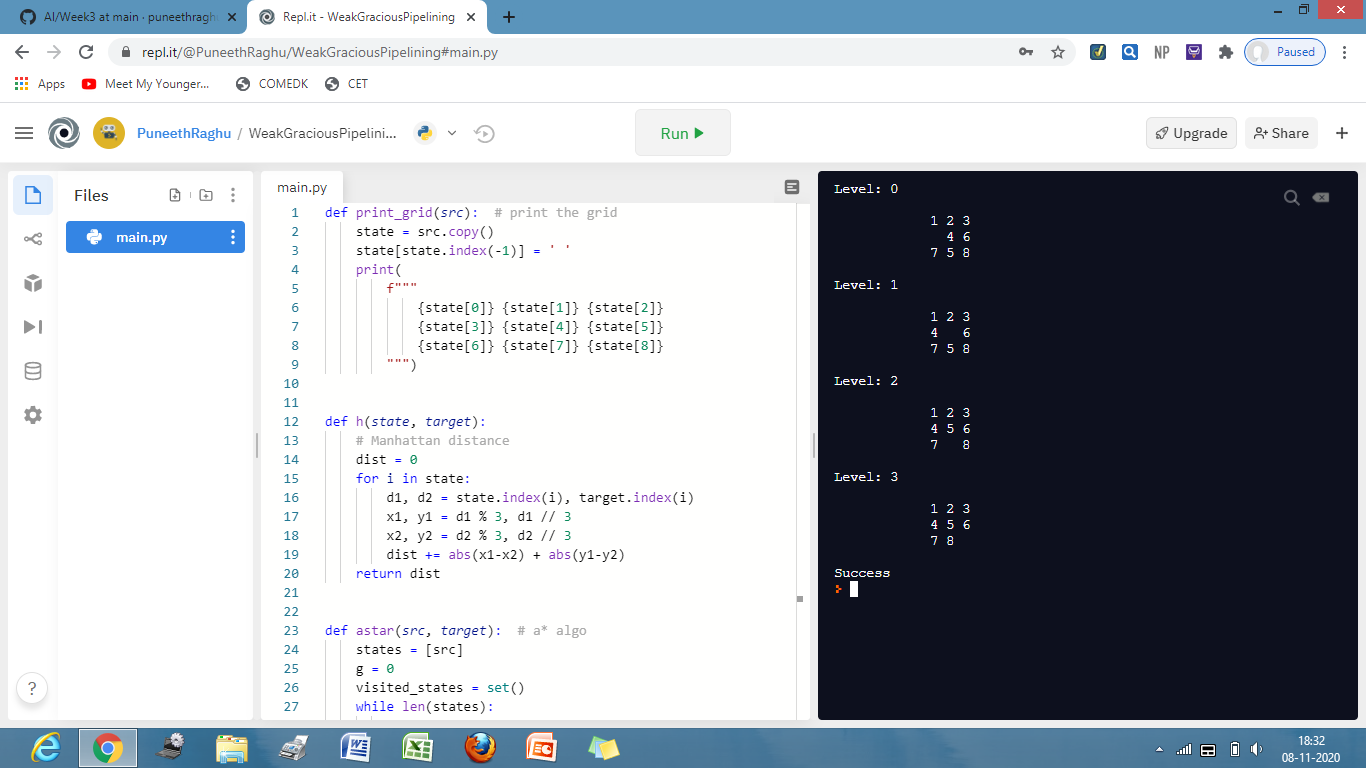 AI/Week3 at main · puneethragh
Repl.it - WeakGraciousPipelining
repl.it/@PuneethRaghu/WeakGraciousPipelining#main.py
NP
Paused
Apps
Meet My Younger...
COMEDK
CET
PuneethRaghu / WeakGraciousPipelini...
Run
Upgrade
Share
Files
main.py
main.py
1 def print_grid(src):  # print the grid
2     state = src.copy()
3     state[state.index(-1)] = ' '
4     print(
5         f"""
6             {state[0]} {state[1]} {state[2]}
7             {state[3]} {state[4]} {state[5]}
8             {state[6]} {state[7]} {state[8]}
9         """)
10
11
12 def h(state, target):
13     # Manhattan distance
14     dist = 0
15     for i in state:
16         d1, d2 = state.index(i), target.index(i)
17         x1, y1 = d1 % 3, d1 // 3
18         x2, y2 = d2 % 3, d2 // 3
19         dist += abs(x1-x2) + abs(y1-y2)
20     return dist
21
22
23 def astar(src, target):  # a* algo
24     states = [src]
25     g = 0
26     visited_states = set()
27     while len(states):
Level: 0
1 2 3
  4 6
7 5 8
Level: 1
1 2 3
4   6
7 5 8
Level: 2
1 2 3
4 5 6
7   8
Level: 3
1 2 3
4 5 6
7 8
Success
?
18:32
08-11-2020